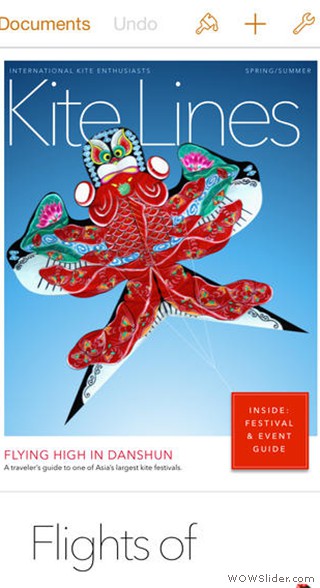 Documents Undo
INTERNATIONAL KITE ENTHUSIASTS SPRING/SUMMER
Kite Lines
INSIDE:
FESTIVAL
& EVENT
GUIDE
FLYING HIGH IN DANSHUN
A traveler's guide to one of Asia's largest kite festivals.
Flights of
WOWSlider.com